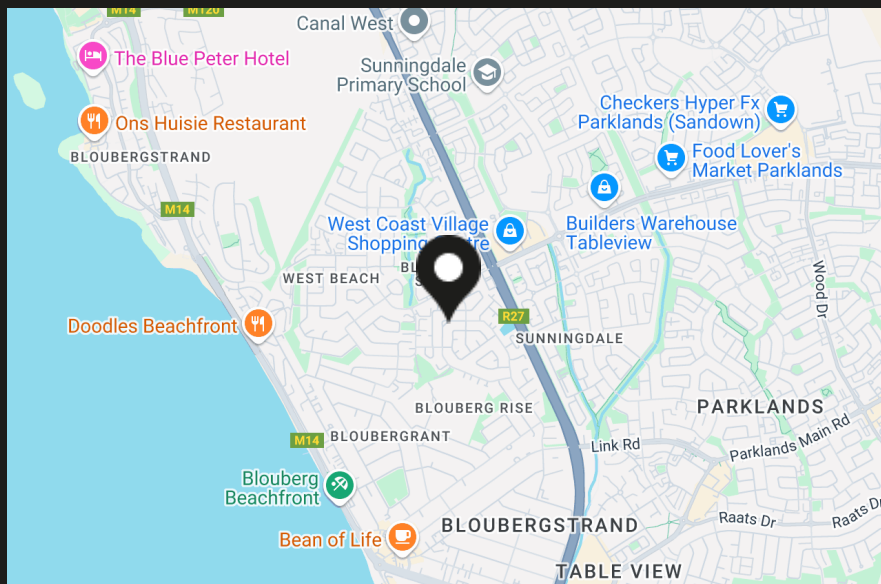 M14
M120
Canal West
The Blue Peter Hotel
Sunningdale
Primary School
Checkers Hyper Fx
Parklands (Sandown)
Ons Huisie Restaurant
BLOUBERGSTRAND
Food Lover's
Market Parklands
M14
West Coast Village
Shopping
Builders Warehouse
Tableview
WEST BEACH
Wood Dr
Doodles Beachfront
R27
SUNNINGDALE
BLOUBERG RISE
PARKLANDS
M14
BLOUBERGRANT
Link Rd
Parklands Main Rd
Blouberg
Beachfront
Raats Dr
Raats Dr
BLOUBERGSTRAND
Bean of Life
TABLE VIEW